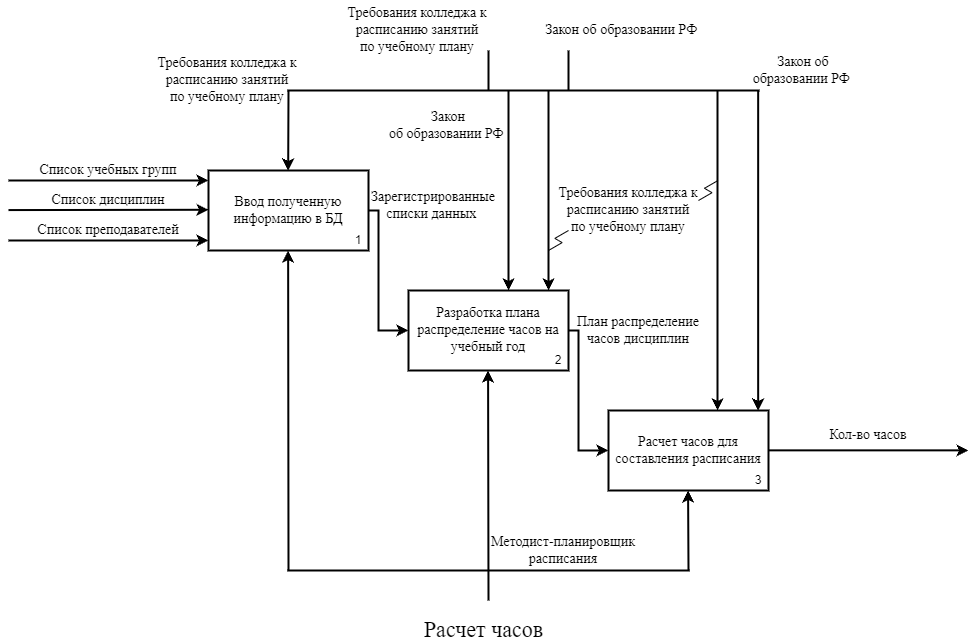 Требования колледжа к
расписанию занятий
по учебному плану
Закон об образовании РФ
Требования колледжа к
расписанию занятий
по учебному плану
Закон об
образовании РФ
Закон
об образовании РФ
Список учебных групп
Список дисциплин
Список преподавателей
Ввод полученную
информацию в БД
1
Зарегистрированные
списки данных
Требования колледжа к
расписанию занятий
по учебному плану
Разработка плана
распределение часов на
учебный год
2
План распределение
часов дисциплин
Расчет часов для
составления расписания
3
Кол-во часов
Методист-планировщик
расписания
Расчет часов